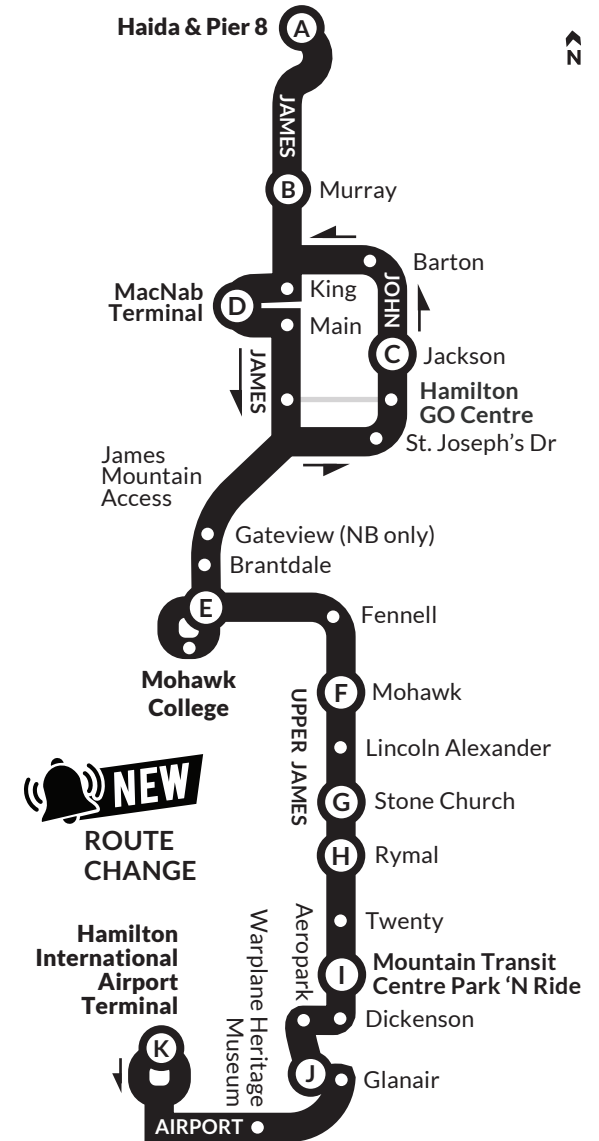 Haida & Pier 8
A
N
JAMES
B
Murray
Barton
JOHN
MacNab
Terminal
D
King
Main
C
Jackson
JAMES
Hamilton
GO Centre
St. Joseph's Dr
James
Mountain
Access
Gateview (NB only)
Brantdale
E
Fennell
Mohawk
College
F
Mohawk
UPPER JAMES
Lincoln Alexander
NEW
G
Stone Church
ROUTE
CHANGE
H
Rymal
Twenty
Aeropark
Warplane Heritage
Museum
Hamilton
International
Airport
Terminal
I
Mountain Transit
Centre Park 'N Ride
Dickenson
K
J
Glanair
AIRPORT